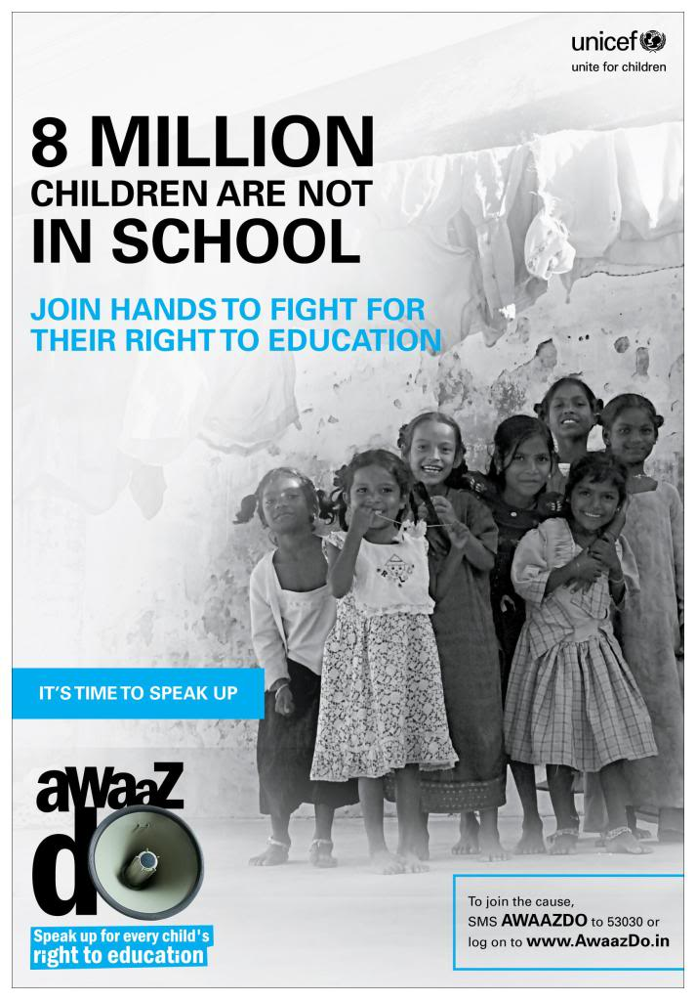 unicef
unite for children
8 MILLION
CHILDREN ARE NOT
IN SCHOOL
JOIN HANDS TO FIGHT FOR
THEIR RIGHT TO EDUCATION
IT'S TIME TO SPEAK UP
awaaz
do
Speak up for every child's
right to education
To join the cause,
SMS AWAAZDO to 53030 or
log on to www.AwaazDo.in